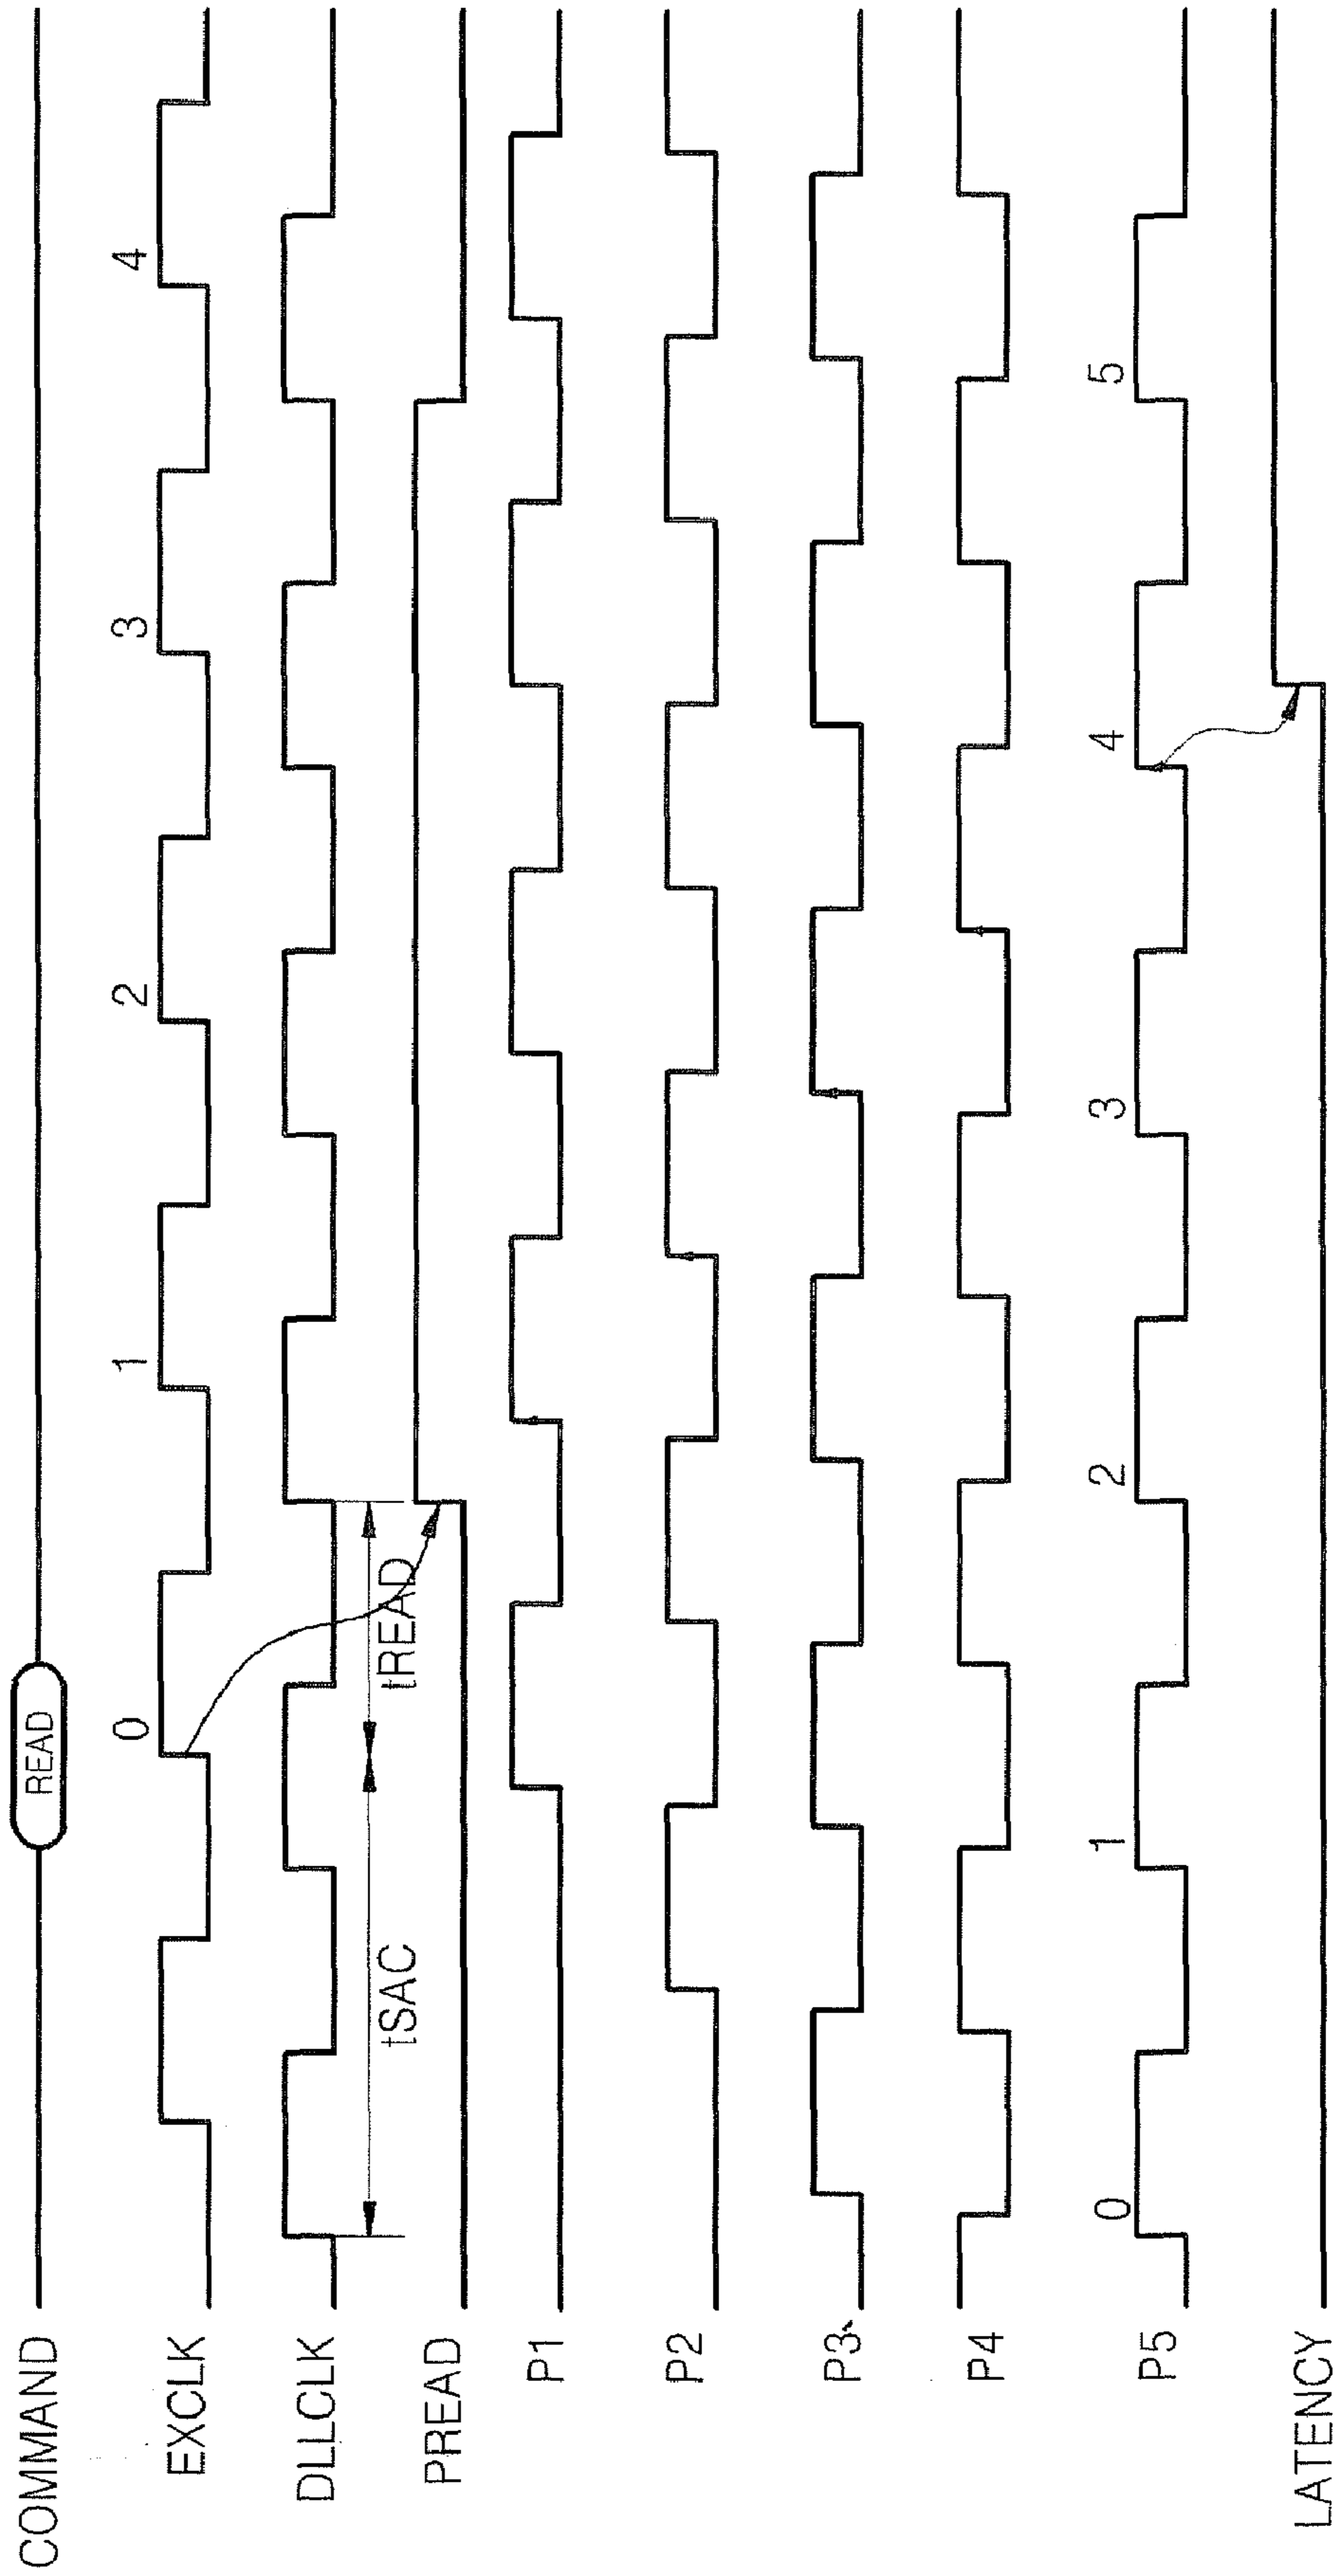 COMMAND
READ
EXCLK
0 1 2 3 4
DLLCLK
tSAC tREAD
PREAD
P1
P2
P3
P4
P5
0 1 2 3 4 5
LATENCY